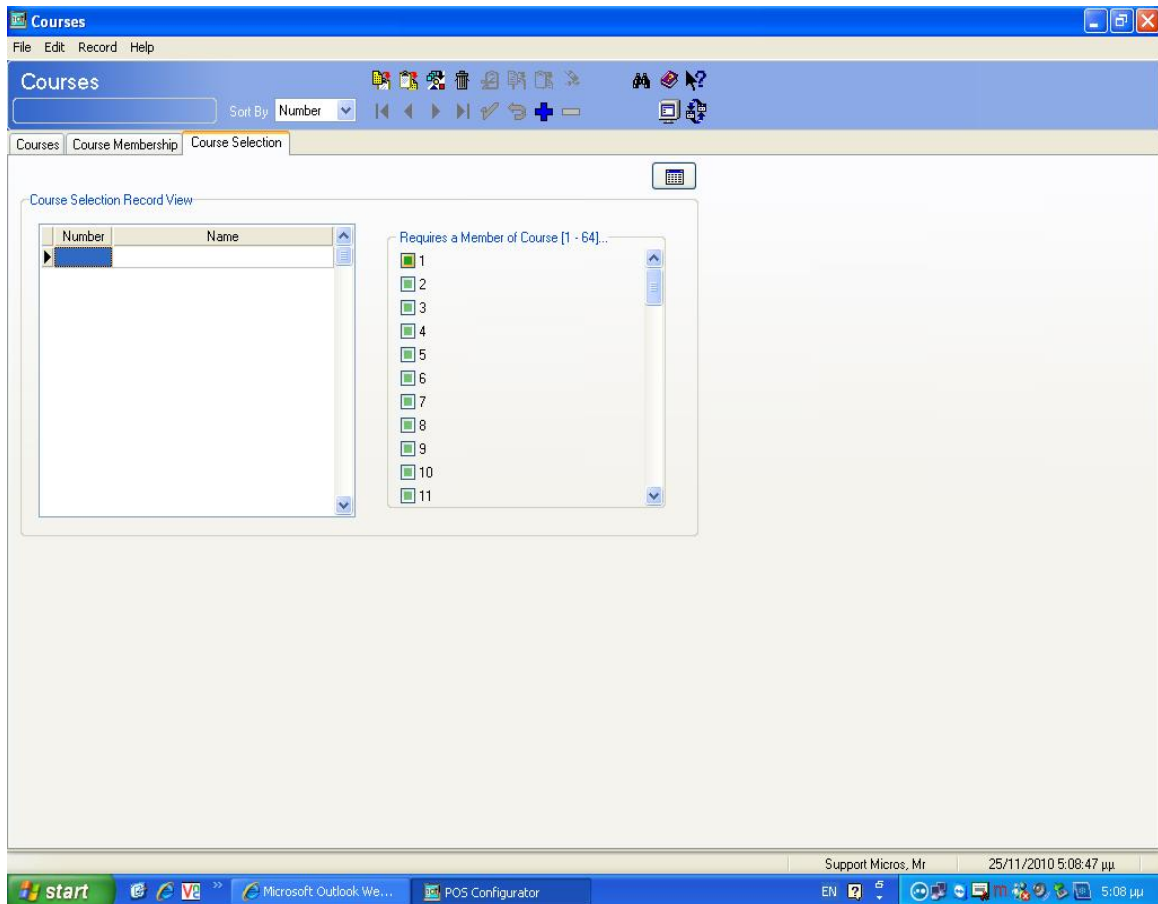 Courses
File Edit Record Help
Courses
Sort By Number
Courses Course Membership Course Selection
Course Selection Record View
Number Name
Requires a Member of Course [1 - 64]...
1
2
3
4
5
6
7
8
9
10
11
Support Micros, Mr 25/11/2010 5:08:47 μμ
start Microsoft Outlook We... POS Configurator EN 5:08 μμ